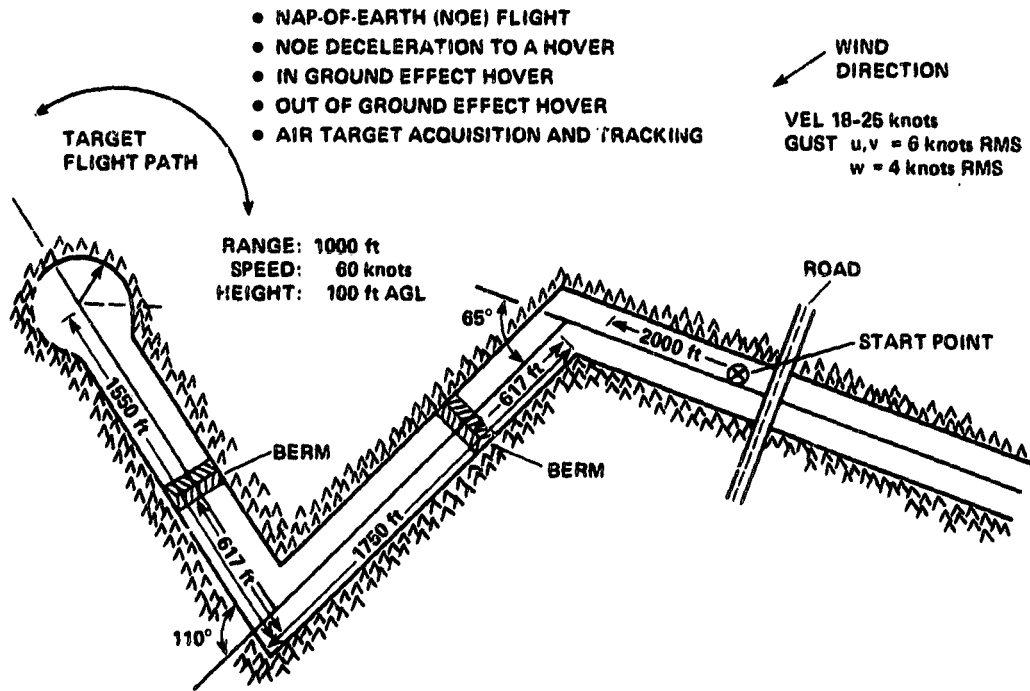 • NAP-OF-EARTH (NOE) FLIGHT
• NOE DECELERATION TO A HOVER
• IN GROUND EFFECT HOVER
• OUT OF GROUND EFFECT HOVER
• AIR TARGET ACQUISITION AND TRACKING
WIND
DIRECTION
VEL 18-25 knots
GUST u,v = 6 knots RMS
w = 4 knots RMS
TARGET
FLIGHT PATH
RANGE: 1000 ft
SPEED: 60 knots
HEIGHT: 100 ft AGL
ROAD
65°
2000 ft
START POINT
617 ft
1550 ft
BERM
BERM
1750 ft
617 ft
110°